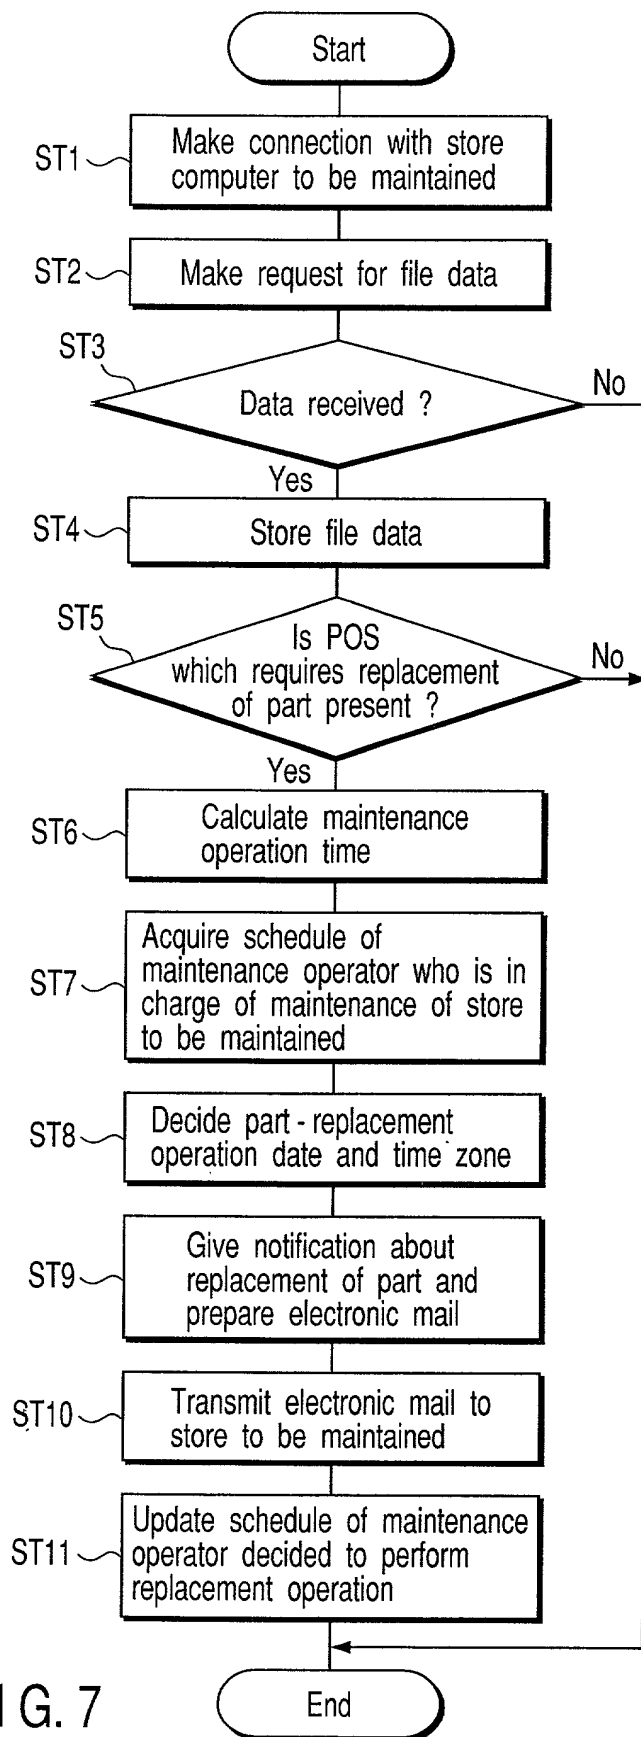 Start
ST1
Make connection with store
computer to be maintained
ST2
Make request for file data
ST3
Data received ?
No
Yes
ST4
Store file data
ST5
Is POS
which requires replacement
of part present ?
No
Yes
ST6
Calculate maintenance
operation time
ST7
Acquire schedule of
maintenance operator who is in
charge of maintenance of store
to be maintained
ST8
Decide part-replacement
operation date and time zone
ST9
Give notification about
replacement of part and
prepare electronic mail
ST10
Transmit electronic mail to
store to be maintained
ST11
Update schedule of maintenance
operator decided to perform
replacement operation
End
I G. 7